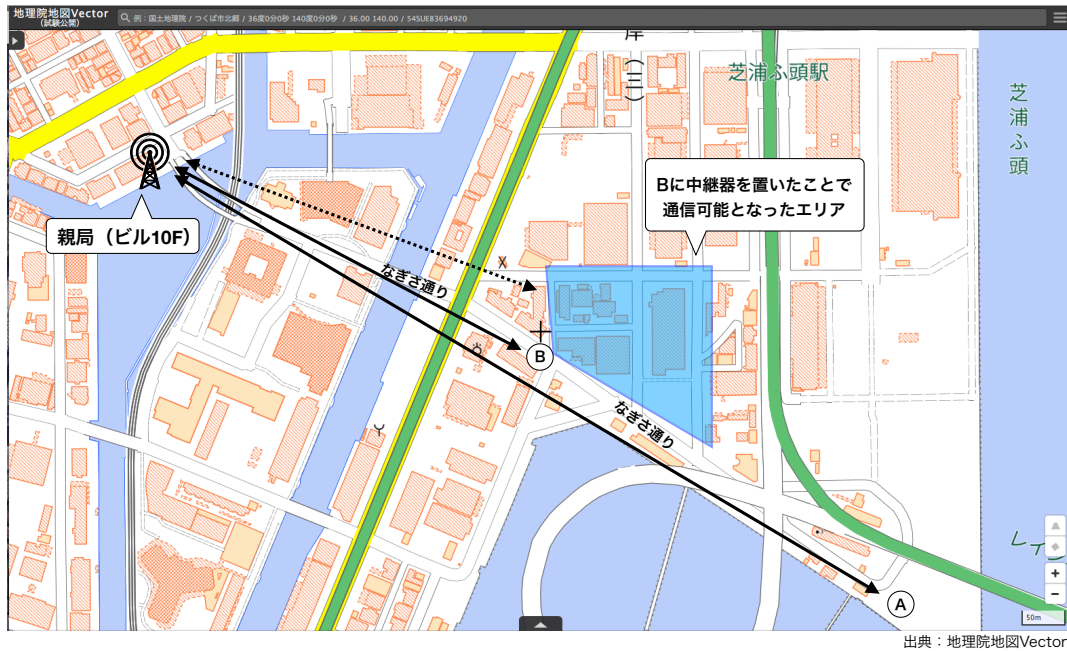 地理院地図Vector
（試験公開）
例：国土地理院 / つくば市北郷 / 36度0分0秒 140度0分0秒 / 36.00 140.00 / 54SUE83694920
岸
（三）
芝浦ふ頭駅
芝浦ふ頭
Bに中継器を置いたことで
通信可能となったエリア
親局（ビル10F）
なぎさ通り
B
なぎさ通り
A
レイン
+
−
50m
出典：地理院地図Vector